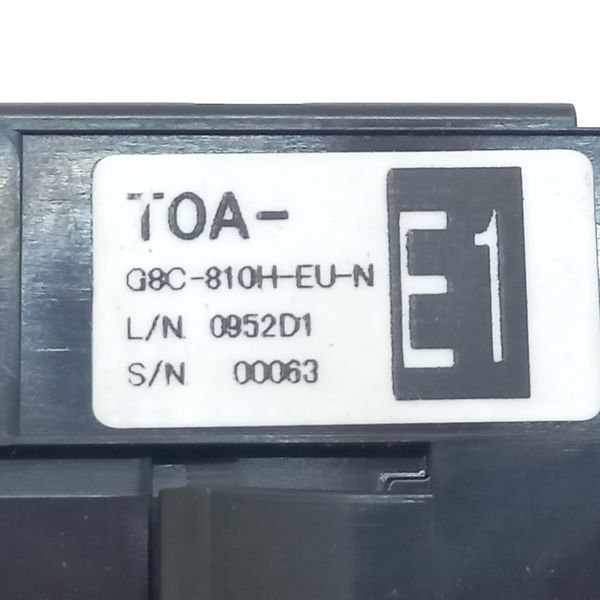 TOA-
G8C-810H-EU-N
L/N 0952D1
S/N 00063
E1